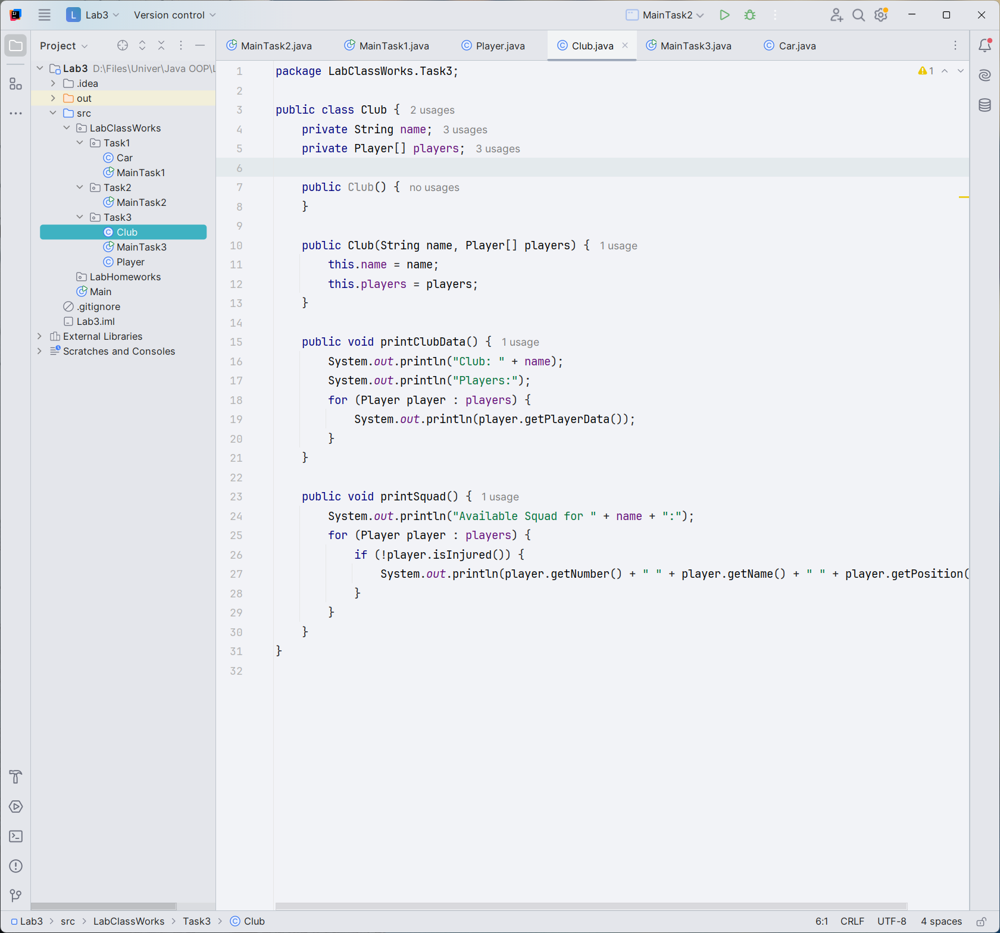 L Lab3 Version control MainTask2
Project
MainTask2.java MainTask1.java Player.java Club.java MainTask3.java Car.java
Lab3 D:\Files\Univer\Java OOP\L
.idea
out
src
LabClassWorks
Task1
Car
MainTask1
Task2
MainTask2
Task3
Club
MainTask3
Player
LabHomeworks
Main
.gitignore
Lab3.iml
External Libraries
Scratches and Consoles
1 package LabClassWorks.Task3; 1
2
3 public class Club { 2 usages
4 private String name; 3 usages
5 private Player[] players; 3 usages
6
7 public Club() { no usages
8 }
9
10 public Club(String name, Player[] players) { 1 usage
11 this.name = name;
12 this.players = players;
13 }
14
15 public void printClubData() { 1 usage
16 System.out.println("Club: " + name);
17 System.out.println("Players:");
18 for (Player player : players) {
19 System.out.println(player.getPlayerData());
20 }
21 }
22
23 public void printSquad() { 1 usage
24 System.out.println("Available Squad for " + name + ":");
25 for (Player player : players) {
26 if (!player.isInjured()) {
27 System.out.println(player.getNumber() + " " + player.getName() + " " + player.getPosition(
28 }
29 }
30 }
31 }
32
Lab3 > src > LabClassWorks > Task3 > Club 6:1 CRLF UTF-8 4 spaces